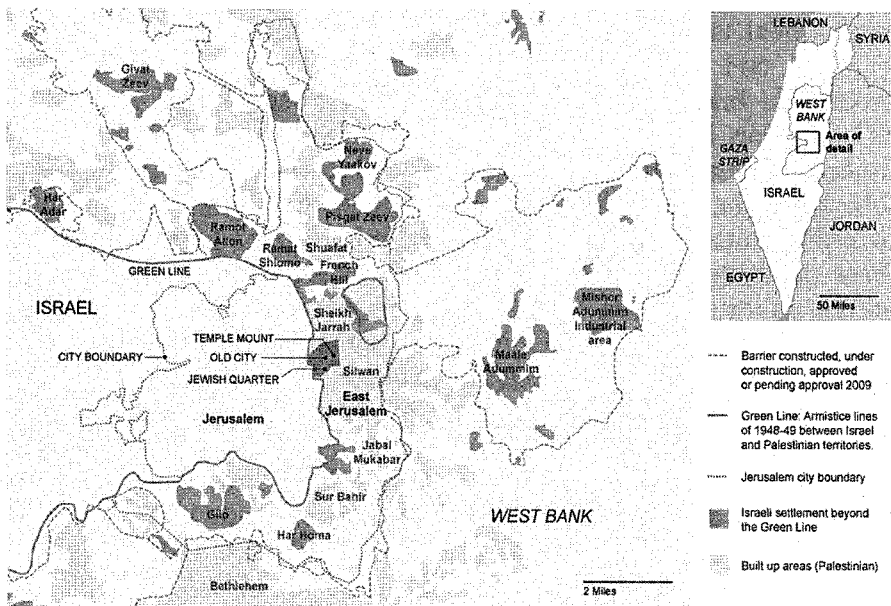 Givat
Zeev
Neve
Yaakov
Har
Adar
Ramot
Allon
Pisgat Zeev
Ramat
Shlomo
Shuafat
French
Hill
GREEN LINE
ISRAEL
Sheikh
Jarrah
TEMPLE MOUNT
CITY BOUNDARY
OLD CITY
JEWISH QUARTER
Silwan
East
Jerusalem
Jerusalem
Jabal
Mukabar
Sur Bahir
Gilo
Har Homa
Bethlehem
Mishor
Adummim
Industrial
area
Maale
Adummim
WEST BANK
2 Miles
LEBANON
SYRIA
WEST
BANK
Area of
detail
GAZA
STRIP
ISRAEL
JORDAN
EGYPT
50 Miles
Barrier constructed, under
construction, approved
or pending approval 2009
Green Line: Armistice lines
of 1948-49 between Israel
and Palestinian territories.
Jerusalem city boundary
Israeli settlement beyond
the Green Line
Built up areas (Palestinian)